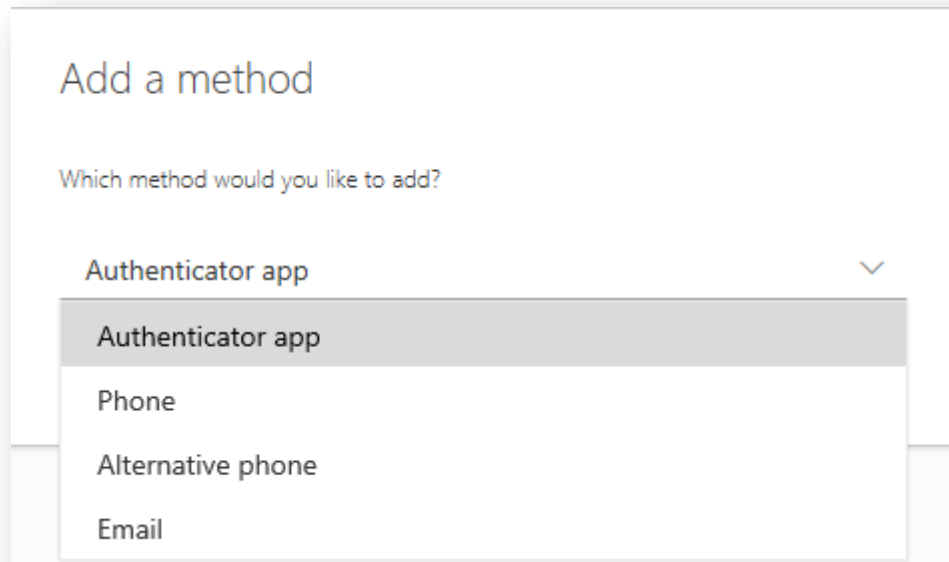 Add a method
Which method would you like to add?
Authenticator app
Authenticator app
Phone
Alternative phone
Email